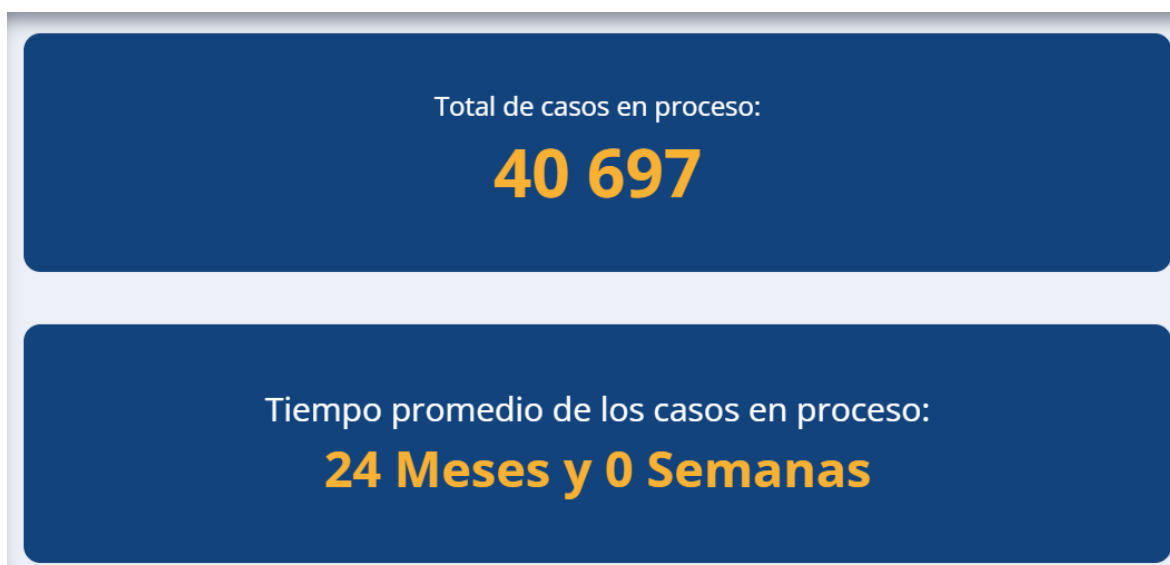 Total de casos en proceso:
40 697
Tiempo promedio de los casos en proceso:
24 Meses y 0 Semanas